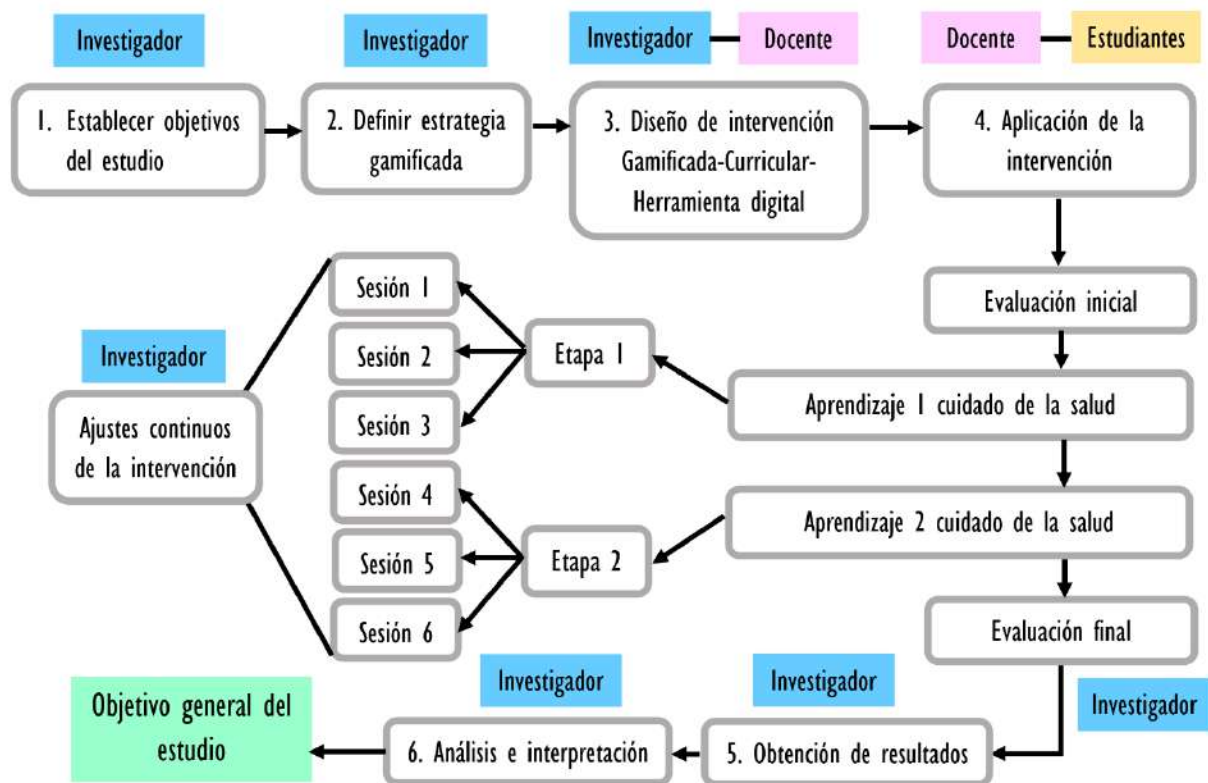 Investigador
Investigador
Investigador
Docente
Docente
Estudiantes
1. Establecer objetivos
del estudio
2. Definir estrategia
gamificada
3. Diseño de intervención
Gamificada-Curricular-
Herramienta digital
4. Aplicación de la
intervención
Evaluación inicial
Aprendizaje 1 cuidado de la salud
Etapa 1
Sesión 1
Sesión 2
Sesión 3
Aprendizaje 2 cuidado de la salud
Etapa 2
Sesión 4
Sesión 5
Sesión 6
Investigador
Ajustes continuos
de la intervención
Evaluación final
Investigador
Investigador
5. Obtención de resultados
Investigador
6. Análisis e interpretación
Objetivo general del
estudio